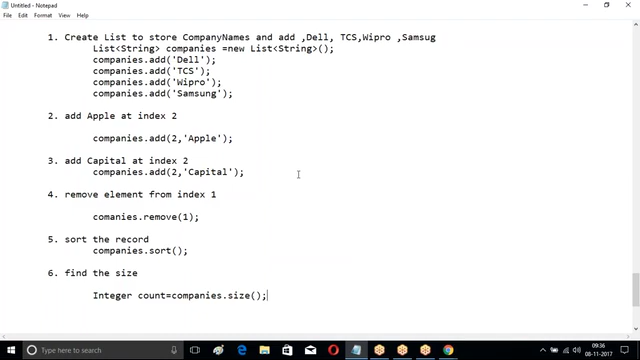 Untitled - Notepad
File Edit Format View Help
1. Create List to store CompanyNames and add ,Dell, TCS,Wipro ,Samsug
List<String> companies =new List<String>();
companies.add('Dell');
companies.add('TCS');
companies.add('Wipro');
companies.add('Samsung');
2. add Apple at index 2
companies.add(2,'Apple');
3. add Capital at index 2
companies.add(2,'Capital');
4. remove element from index 1
comanies.remove(1);
5. sort the record
companies.sort();
6. find the size
Integer count=companies.size();
Type here to search
09:36
08-11-2017